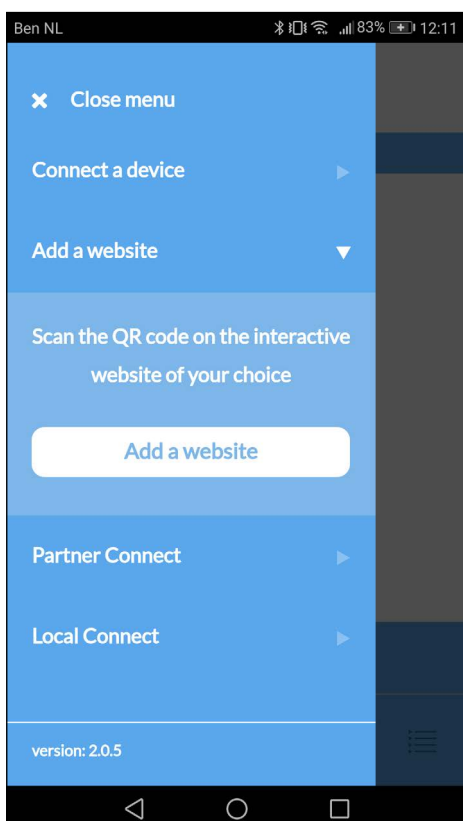 Ben NL 83% 12:11
Close menu
Connect a device
Add a website
Scan the QR code on the interactive
website of your choice
Add a website
Partner Connect
Local Connect
version: 2.0.5